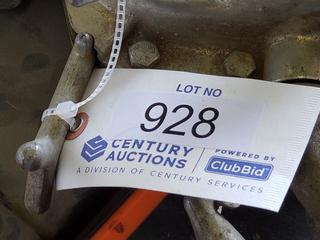 LOT NO
928
CENTURY
AUCTIONS
POWERED BY
ClubBid
A DIVISION OF CENTURY SERVICES